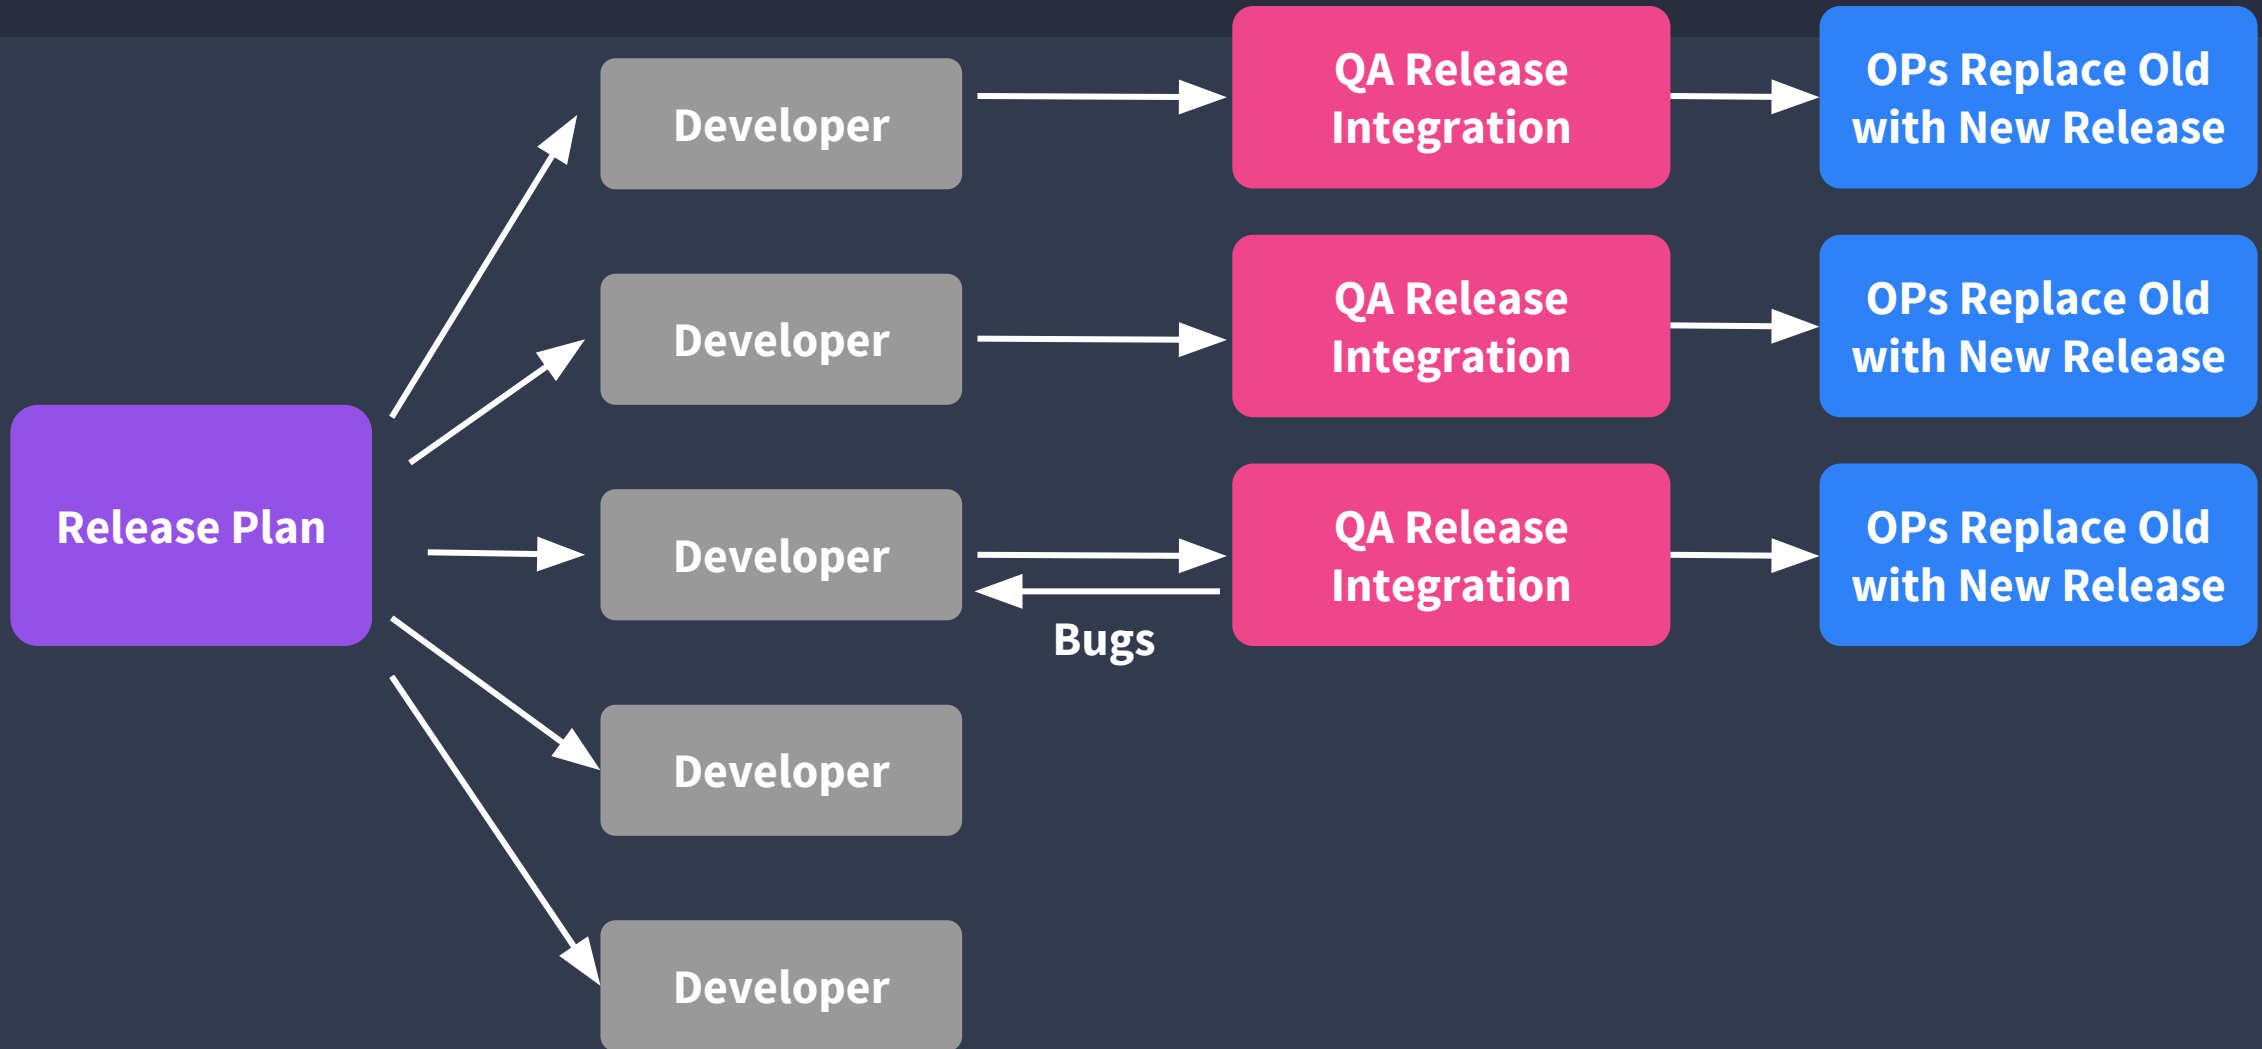 Developer
QA Release
Integration
OPs Replace Old
with New Release
Developer
QA Release
Integration
OPs Replace Old
with New Release
Release Plan
Developer
Bugs
QA Release
Integration
OPs Replace Old
with New Release
Developer
Developer